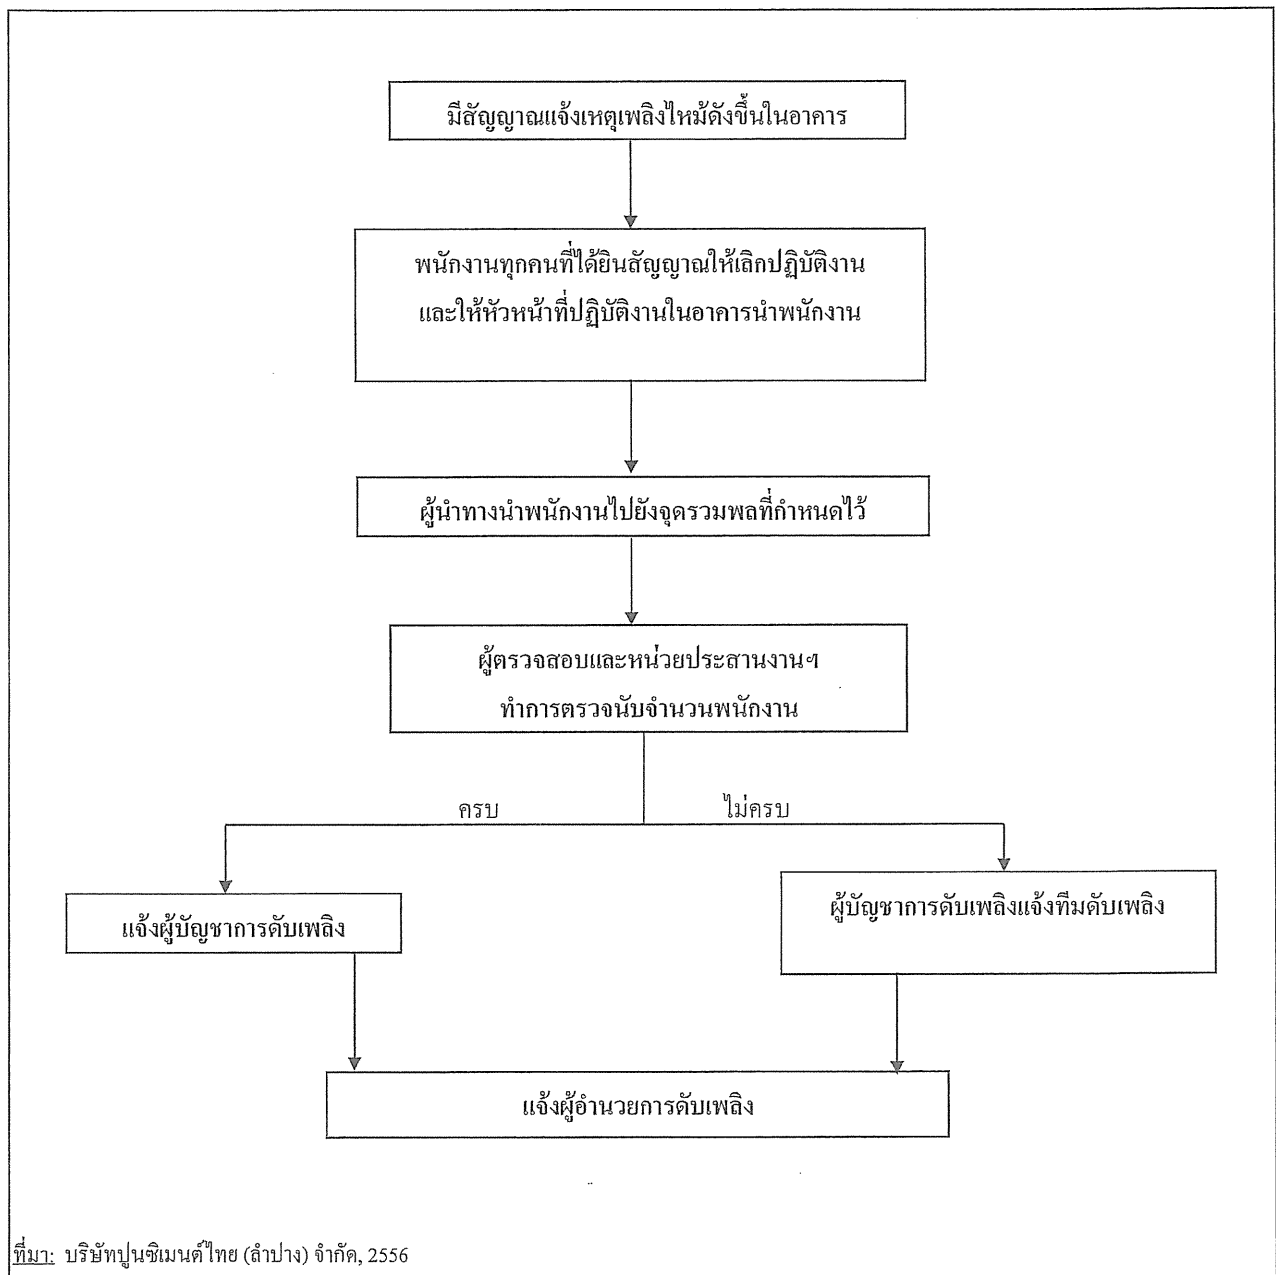 มีสัญญาณแจ้งเหตุเพลิงไหม้ดังขึ้นในอาคาร
พนักงานทุกคนที่ได้ยินสัญญาณให้เลิกปฏิบัติงาน
และให้หัวหน้าที่ปฏิบัติงานในอาคารนำพนักงาน
ผู้นำทางนำพนักงานไปยังจุดรวมพลที่กำหนดไว้
ผู้ตรวจสอบและหน่วยประสานงานฯ
ทำการตรวจนับจำนวนพนักงาน
ครบ ไม่ครบ
แจ้งผู้บัญชาการดับเพลิง
ผู้บัญชาการดับเพลิงแจ้งทีมดับเพลิง
แจ้งผู้อำนวยการดับเพลิง
ที่มา: บริษัทปูนซิเมนต์ไทย (ลำปาง) จำกัด, 2556